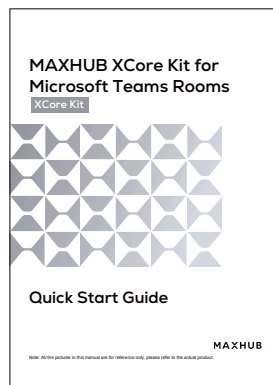 MAXHUB XCore Kit for
Microsoft Teams Rooms
XCore Kit
Quick Start Guide
MAXHUB
Note: All the pictures in this manual are for reference only, please refer to the actual product.